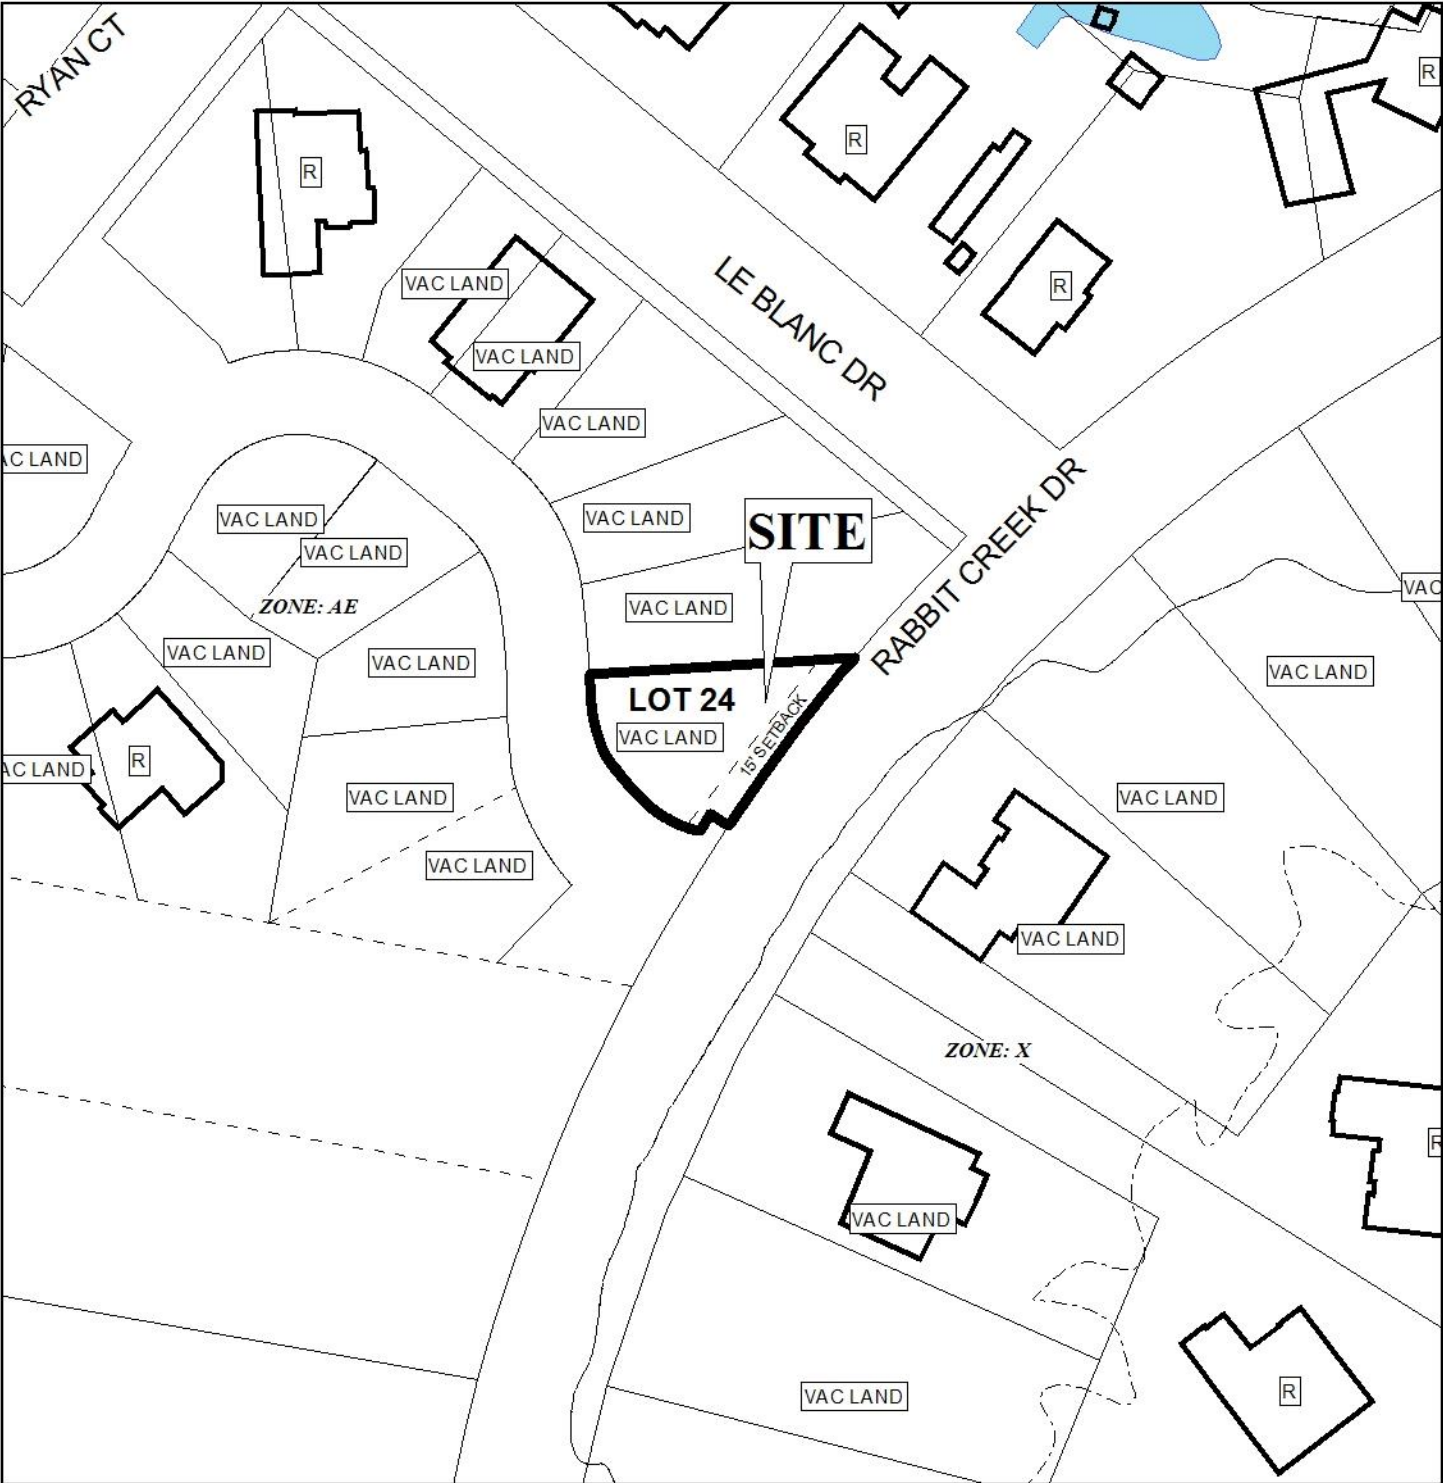 RYAN CT
R
R
R
VAC LAND
LE BLANC DR
R
VAC LAND
VAC LAND
AC LAND
VAC LAND
VAC LAND
SITE
VAC LAND
RABBIT CREEK DR
VAC
ZONE: AE
VAC LAND
VAC LAND
VAC LAND
VAC LAND
LOT 24
VAC LAND
15' SETBACK
R
AC LAND
VAC LAND
VAC LAND
VAC LAND
VAC LAND
ZONE: X
R
VAC LAND
VAC LAND
R